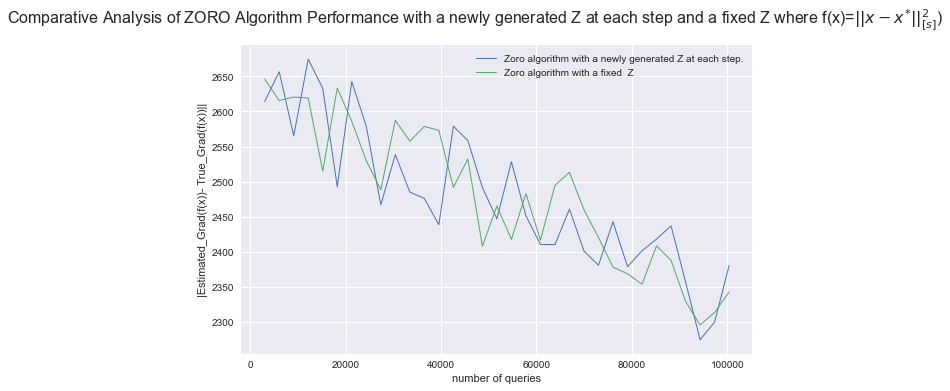 Comparative Analysis of ZORO Algorithm Performance with a newly generated Z at each step and a fixed Z where f(x)=||x − x*||²_[s])
Zoro algorithm with a newly generated Z at each step.
Zoro algorithm with a fixed  Z
||Estimated_Grad(f(x))- True_Grad(f(x))||
2650
2600
2550
2500
2450
2400
2350
2300
0 20000 40000 60000 80000 100000
number of queries